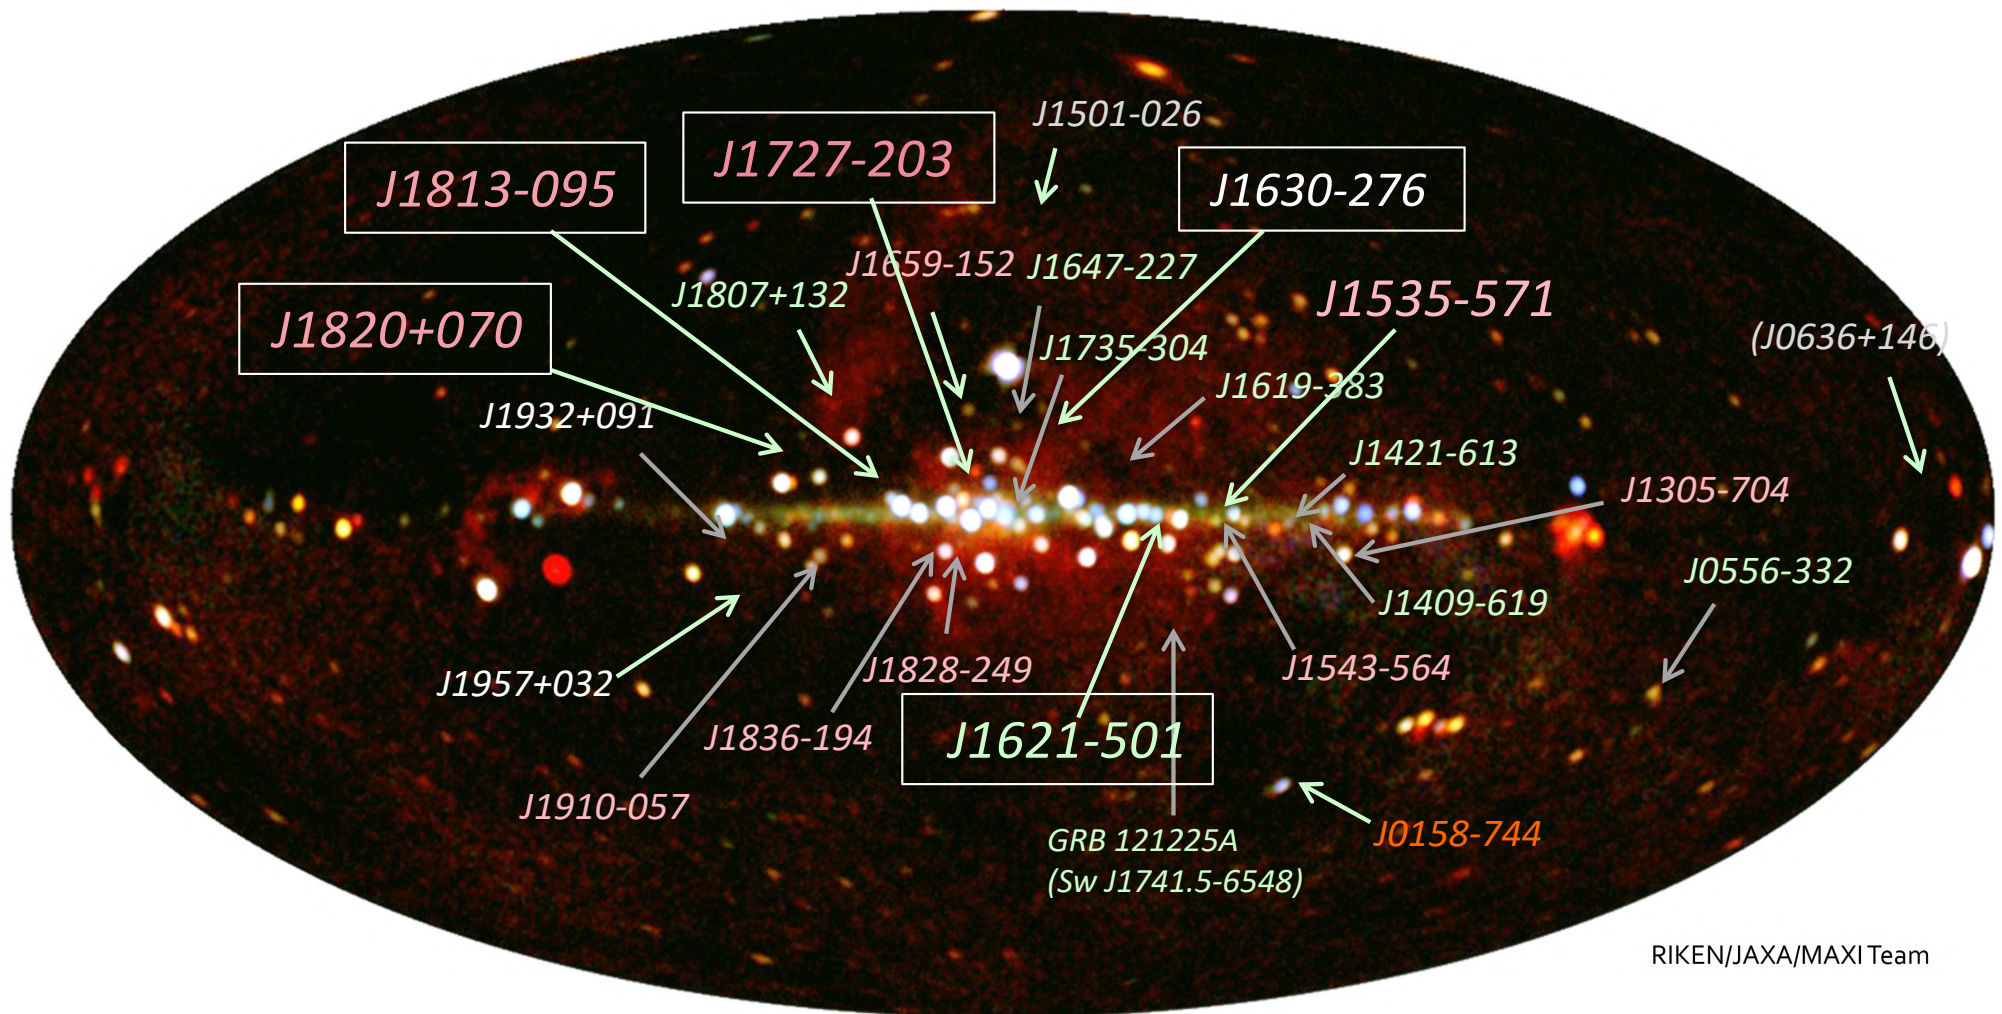 J1501-026
J1727-203
J1813-095
J1630-276
J1659-152
J1647-227
J1807+132
J1535-571
J1820+070
(J0636+146)
J1735-304
J1619-383
J1932+091
J1421-613
J1305-704
J0556-332
J1409-619
J1828-249
J1543-564
J1957+032
J1836-194
J1621-501
J1910-057
GRB 121225A
(Sw J1741.5-6548)
J0158-744
RIKEN/JAXA/MAXI Team